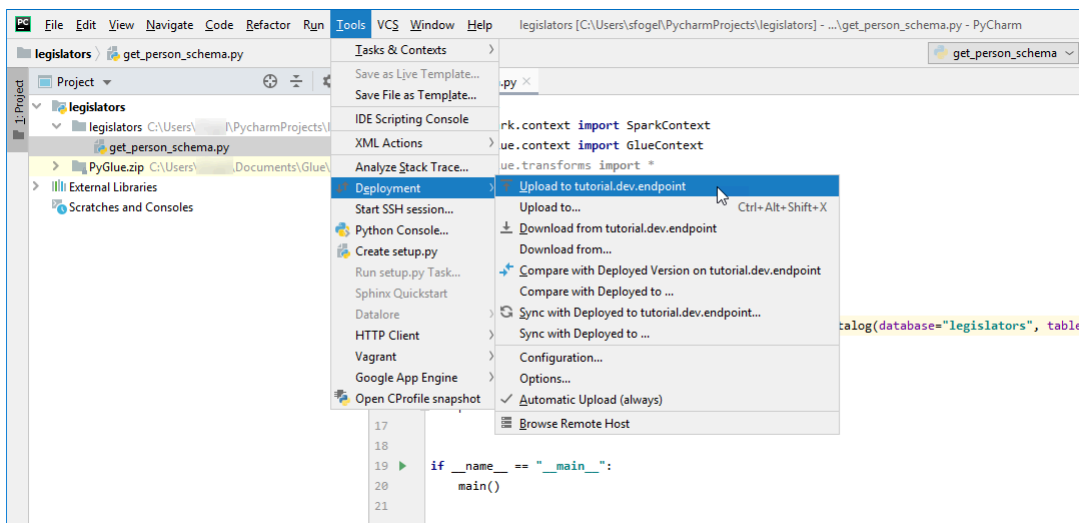 PC File Edit View Navigate Code Refactor Run Tools VCS Window Help legislators [C:\Users\sfogel\PycharmProjects\legislators] - ...\get_person_schema.py - PyCharm
legislators get_person_schema.py get_person_schema
1: Project
Project
legislators
legislators C:\Users\ l\PycharmProjects\l
get_person_schema.py
PyGlue.zip C:\Users\ .Documents\Glue\
External Libraries
Scratches and Consoles
Tasks & Contexts
Save as Live Template...
Save File as Template...
IDE Scripting Console
XML Actions
Analyze Stack Trace...
Deployment
Start SSH session...
Python Console...
Create setup.py
Run setup.py Task...
Sphinx Quickstart
Datalore
HTTP Client
Vagrant
Google App Engine
Open CProfile snapshot
Upload to tutorial.dev.endpoint
Upload to... Ctrl+Alt+Shift+X
Download from tutorial.dev.endpoint
Download from...
Compare with Deployed Version on tutorial.dev.endpoint
Compare with Deployed to ...
Sync with Deployed to tutorial.dev.endpoint...
Sync with Deployed to ...
Configuration...
Options...
Automatic Upload (always)
Browse Remote Host
.py
rk.context import SparkContext
ue.context import GlueContext
ue.transforms import *
talog(database="legislators", table
17
18
19 if __name__ == "__main__":
20 main()
21